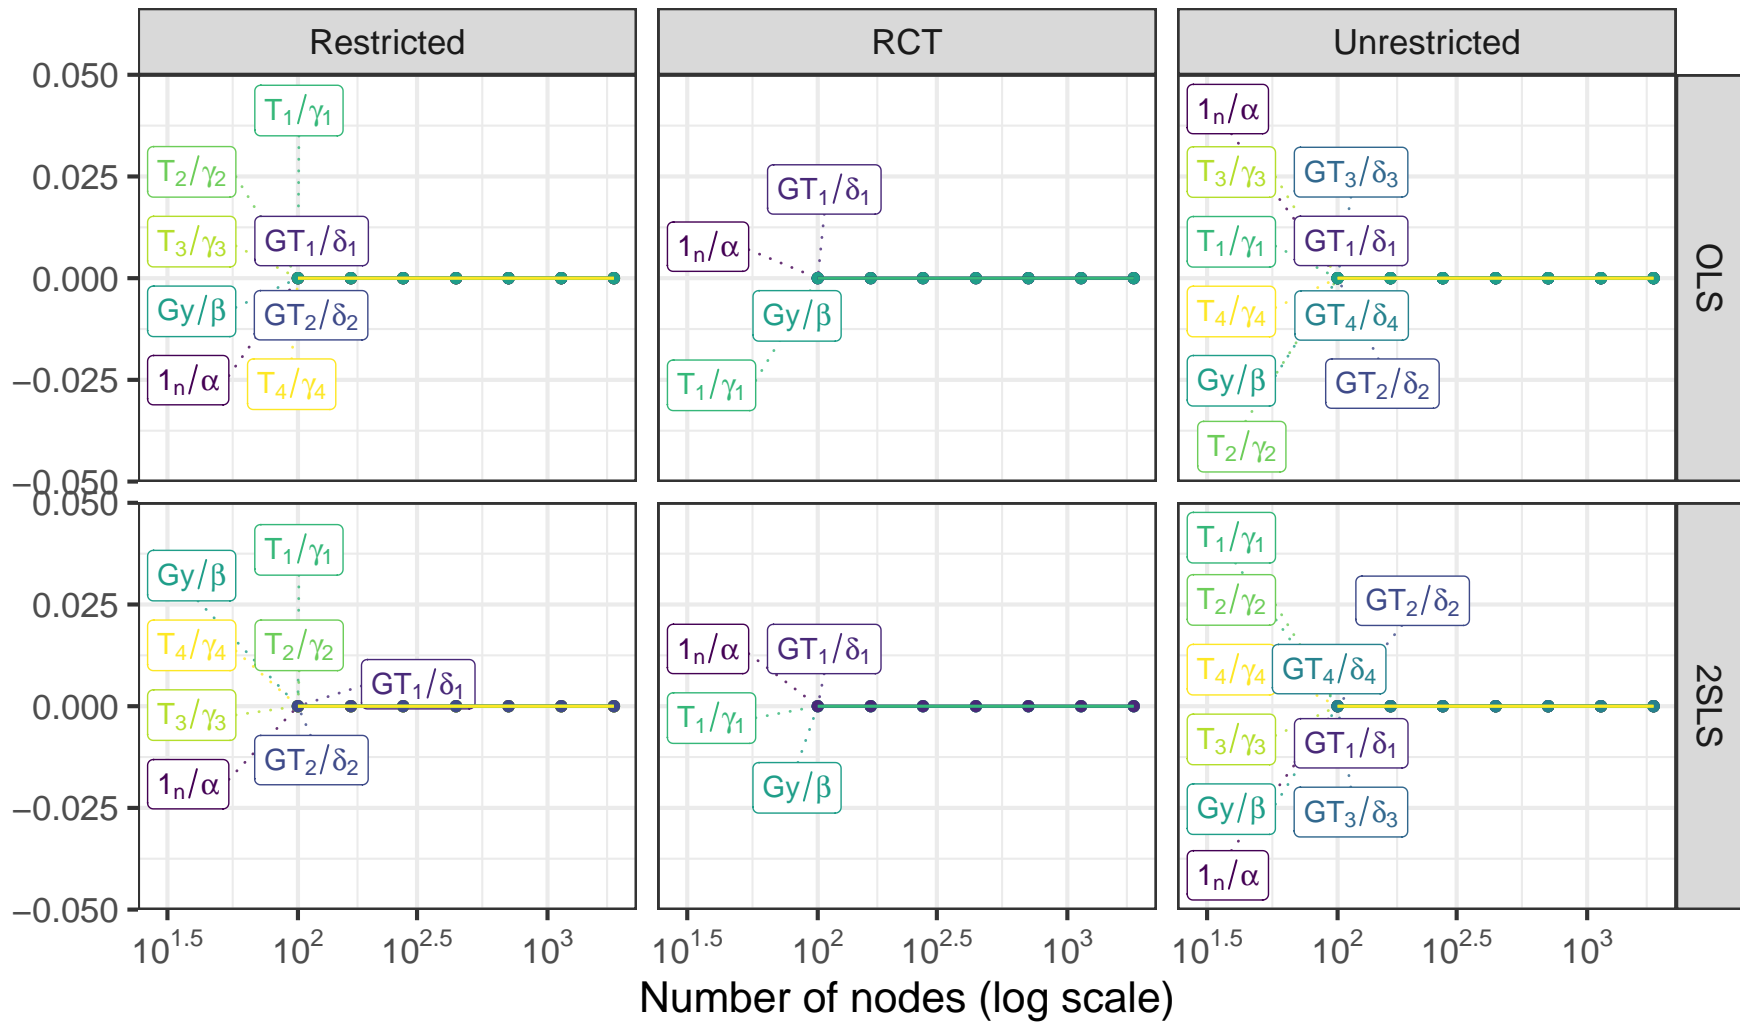 Restricted
RCT
Unrestricted
0.050
0.025
0.000
−0.025
−0.050
T₁/γ₁
T₂/γ₂
T₃/γ₃
GT₁/δ₁
Gy/β
GT₂/δ₂
1ₙ/α
T₄/γ₄
GT₁/δ₁
1ₙ/α
Gy/β
T₁/γ₁
1ₙ/α
T₃/γ₃
GT₃/δ₃
T₁/γ₁
GT₁/δ₁
T₄/γ₄
GT₄/δ₄
Gy/β
GT₂/δ₂
T₂/γ₂
OLS
0.050
0.025
0.000
−0.025
−0.050
T₁/γ₁
Gy/β
T₄/γ₄
T₂/γ₂
GT₁/δ₁
T₃/γ₃
GT₂/δ₂
1ₙ/α
1ₙ/α
GT₁/δ₁
T₁/γ₁
Gy/β
T₁/γ₁
T₂/γ₂
GT₂/δ₂
T₄/γ₄
GT₄/δ₄
T₃/γ₃
GT₁/δ₁
Gy/β
GT₃/δ₃
1ₙ/α
2SLS
10^1.5 10^2 10^2.5 10^3
10^1.5 10^2 10^2.5 10^3
10^1.5 10^2 10^2.5 10^3
Number of nodes (log scale)